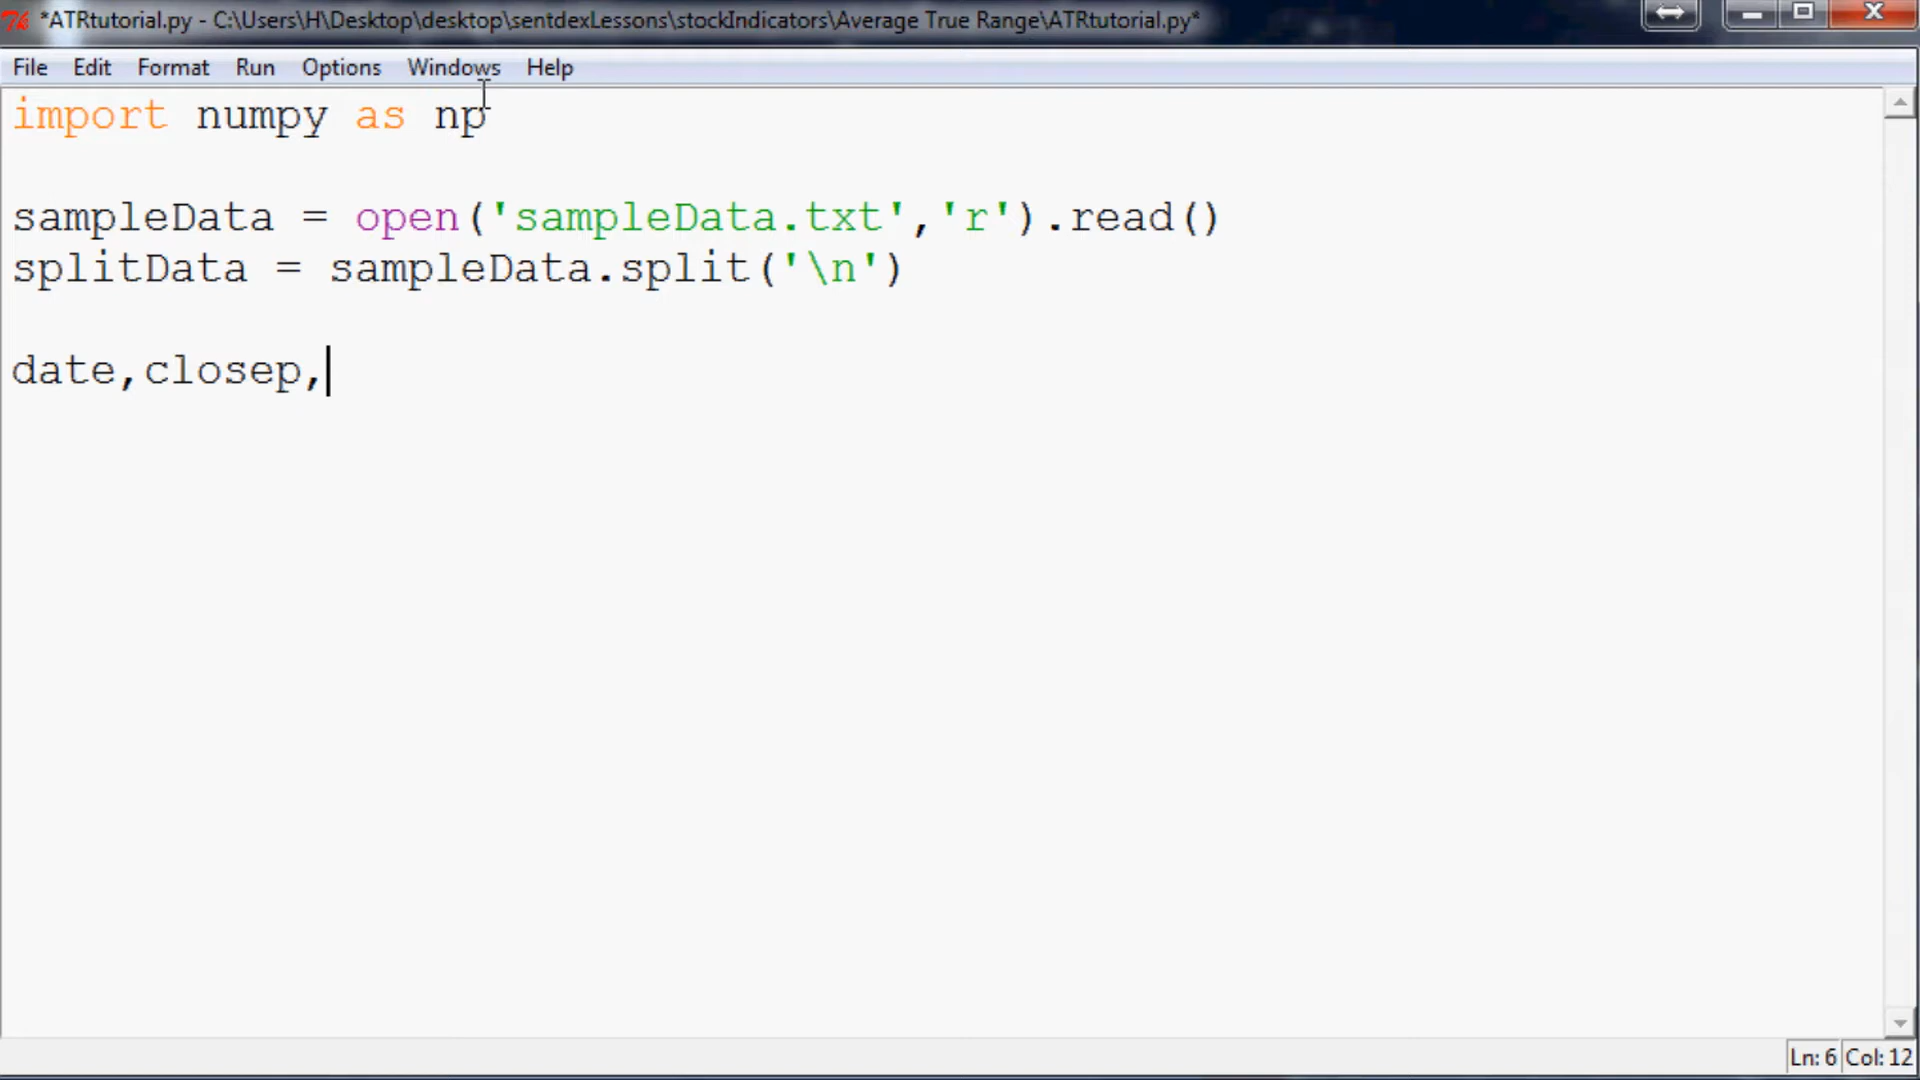 *ATRtutorial.py - C:\Users\H\Desktop\desktop\sentdexLessons\stockIndicators\Average True Range\ATRtutorial.py*
File Edit Format Run Options Windows Help
import numpy as np
sampleData = open('sampleData.txt','r').read()
splitData = sampleData.split('\n')
date,closep,
Ln: 6 Col: 12